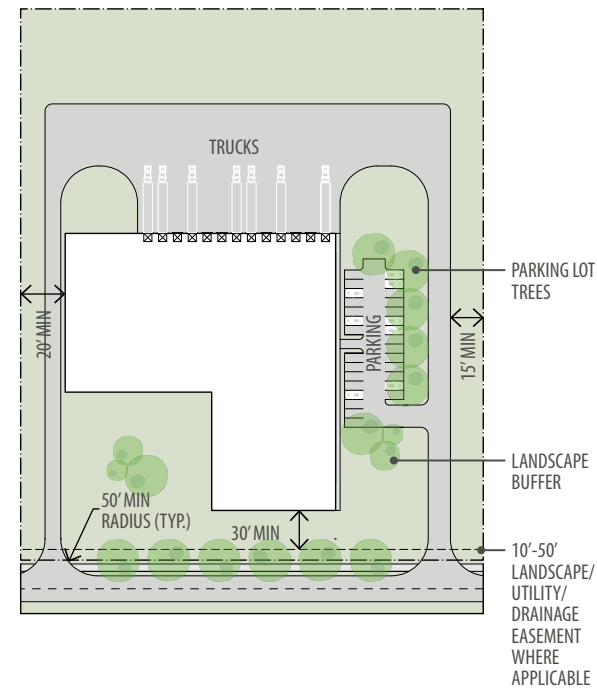 TRUCKS
PARKING LOT
TREES
20’ MIN
PARKING
15’ MIN
LANDSCAPE
BUFFER
50’ MIN
RADIUS (TYP.)
30’ MIN
10’-50’
LANDSCAPE/
UTILITY/
DRAINAGE
EASEMENT
WHERE
APPLICABLE